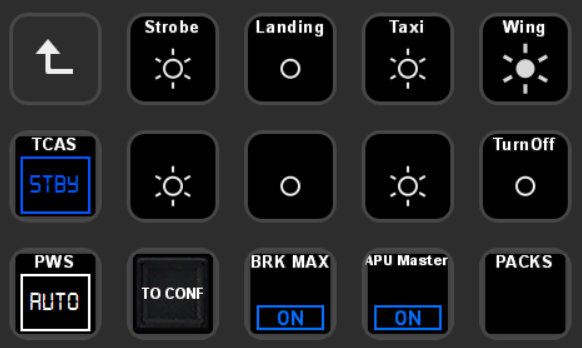 Strobe
Landing
Taxi
Wing
TCAS
STBY
TurnOff
PWS
AUTO
TO CONF
BRK MAX
ON
APU Master
ON
PACKS